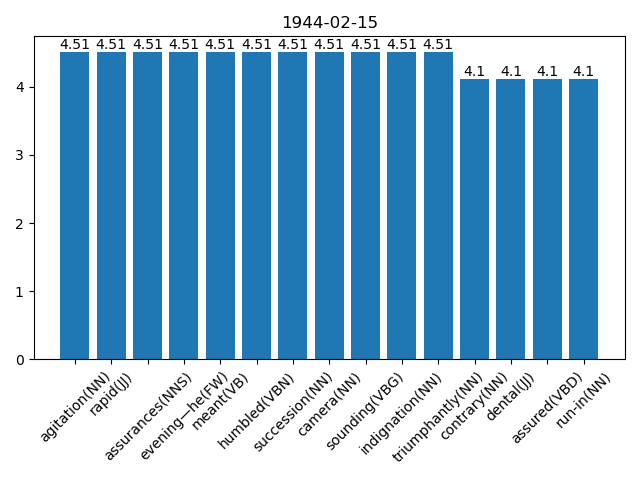 1944-02-15
4.51 4.51 4.51 4.51 4.51 4.51 4.51 4.51 4.51 4.51 4.51 4.1 4.1 4.1 4.1
4
3
2
1
0
agitation(NN)
rapid(JJ)
assurances(NNS)
evening—he(FW)
meant(VB)
humbled(VBN)
succession(NN)
camera(NN)
sounding(VBG)
indignation(NN)
triumphantly(NN)
contrary(NN)
dental(JJ)
assured(VBD)
run-in(NN)